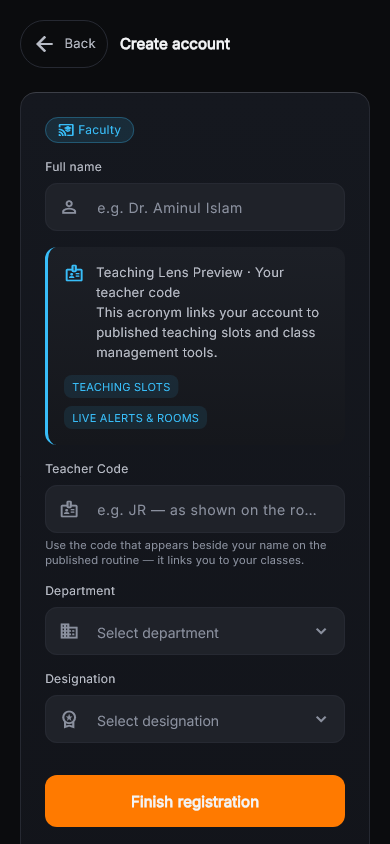 Back Create account
Faculty
Full name
e.g. Dr. Aminul Islam
Teaching Lens Preview · Your
teacher code
This acronym links your account to
published teaching slots and class
management tools.
TEACHING SLOTS
LIVE ALERTS & ROOMS
Teacher Code
e.g. JR — as shown on the ro...
Use the code that appears beside your name on the
published routine — it links you to your classes.
Department
Select department
Designation
Select designation
Finish registration